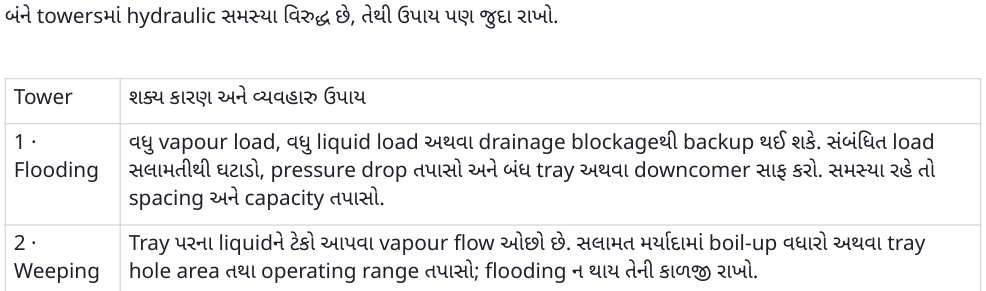 બંને towersમાં hydraulic સમસ્યા વિરુદ્ધ છે, તેથી ઉપાય પણ જુદા રાખો.
Tower
શક્ય કારણ અને વ્યવહારુ ઉપાય
1 ·
Flooding
વધુ vapour load, વધુ liquid load અથવા drainage blockageથી backup થઈ શકે. સંબંધિત load
સલામતીથી ઘટાડો, pressure drop તપાસો અને બંધ tray અથવા downcomer સાફ કરો. સમસ્યા રહે તો
spacing અને capacity તપાસો.
2 ·
Weeping
Tray પરના liquidને ટેકો આપવા vapour flow ઓછો છે. સલામત મર્યાદામાં boil-up વધારો અથવા tray
hole area તથા operating range તપાસો; flooding ન થાય તેની કાળજી રાખો.